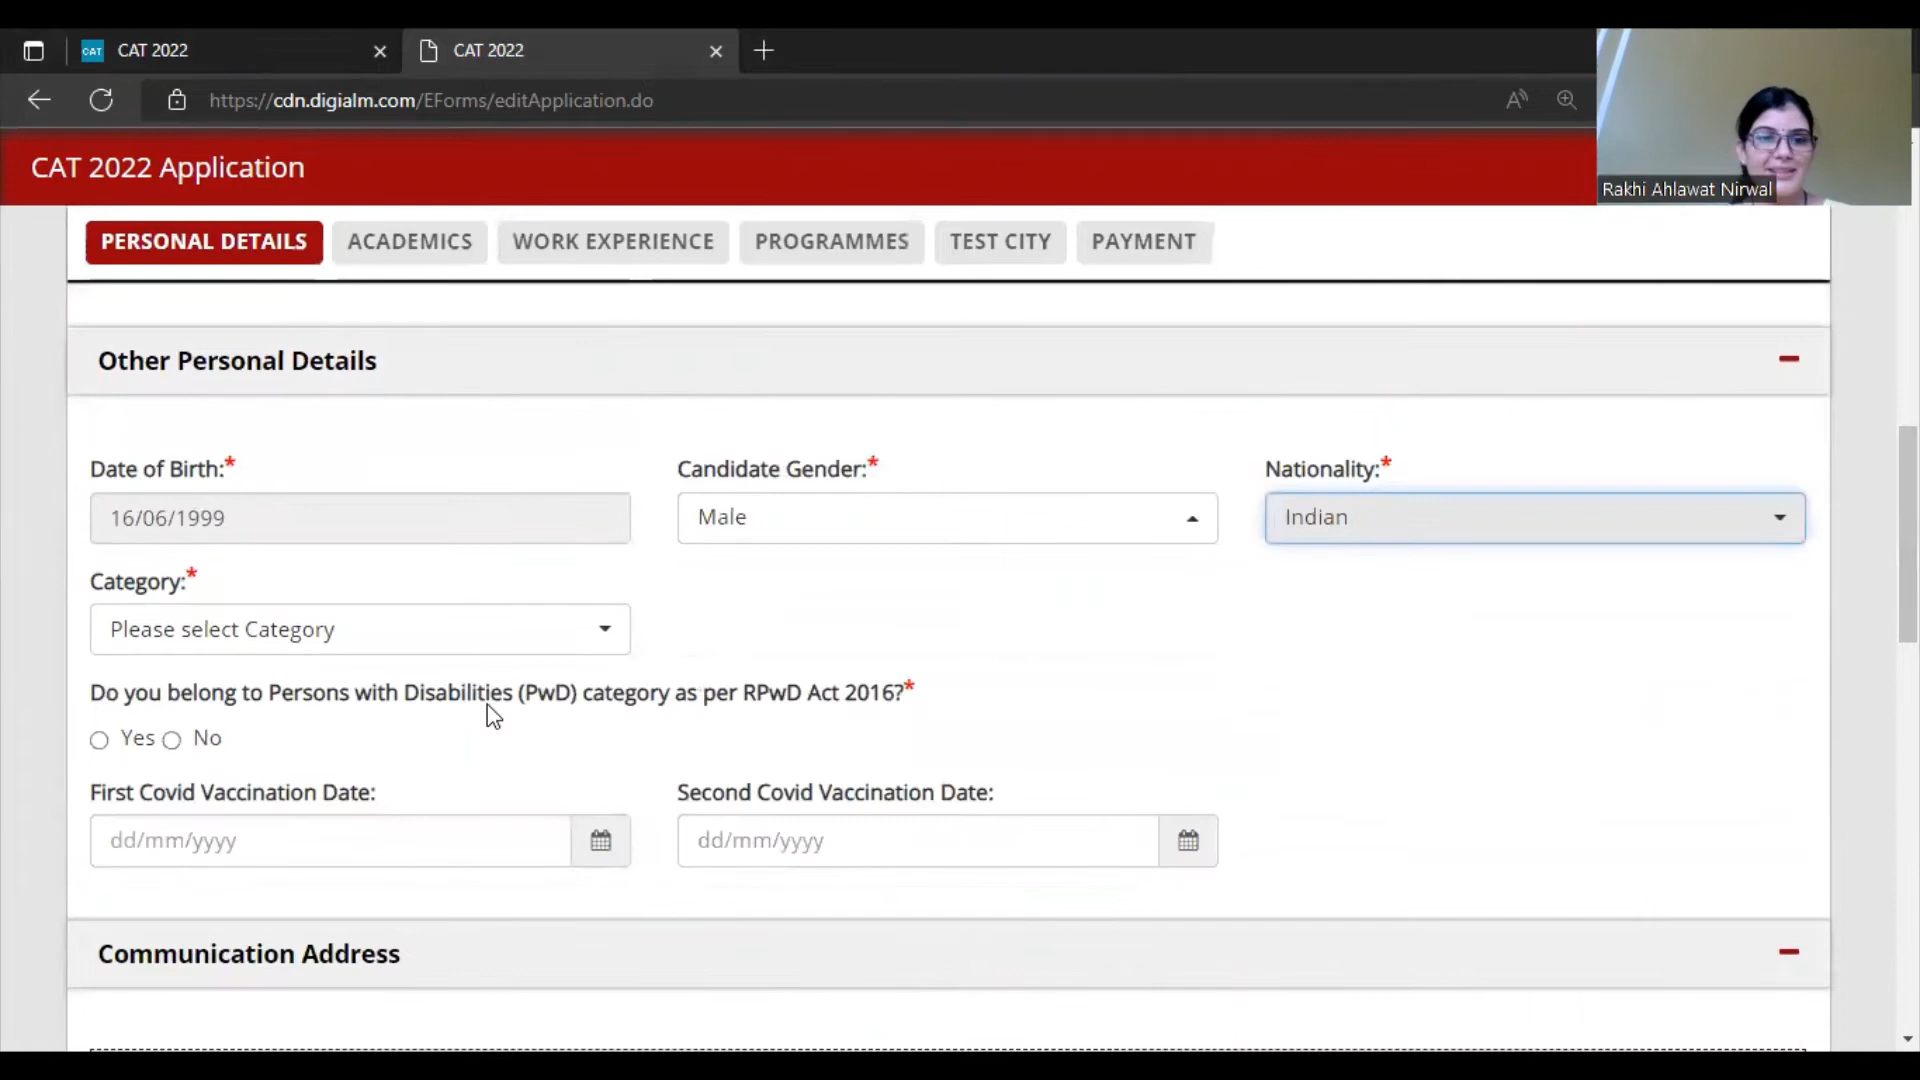 CAT CAT 2022
CAT 2022
https://cdn.digialm.com/EForms/editApplication.do
CAT 2022 Application
Rakhi Ahlawat Nirwal
PERSONAL DETAILS ACADEMICS WORK EXPERIENCE PROGRAMMES TEST CITY PAYMENT
Other Personal Details
Date of Birth:* Candidate Gender:* Nationality:*
16/06/1999 Male Indian
Category:*
Please select Category
Do you belong to Persons with Disabilities (PwD) category as per RPwD Act 2016?*
Yes No
First Covid Vaccination Date: Second Covid Vaccination Date:
dd/mm/yyyy dd/mm/yyyy
Communication Address